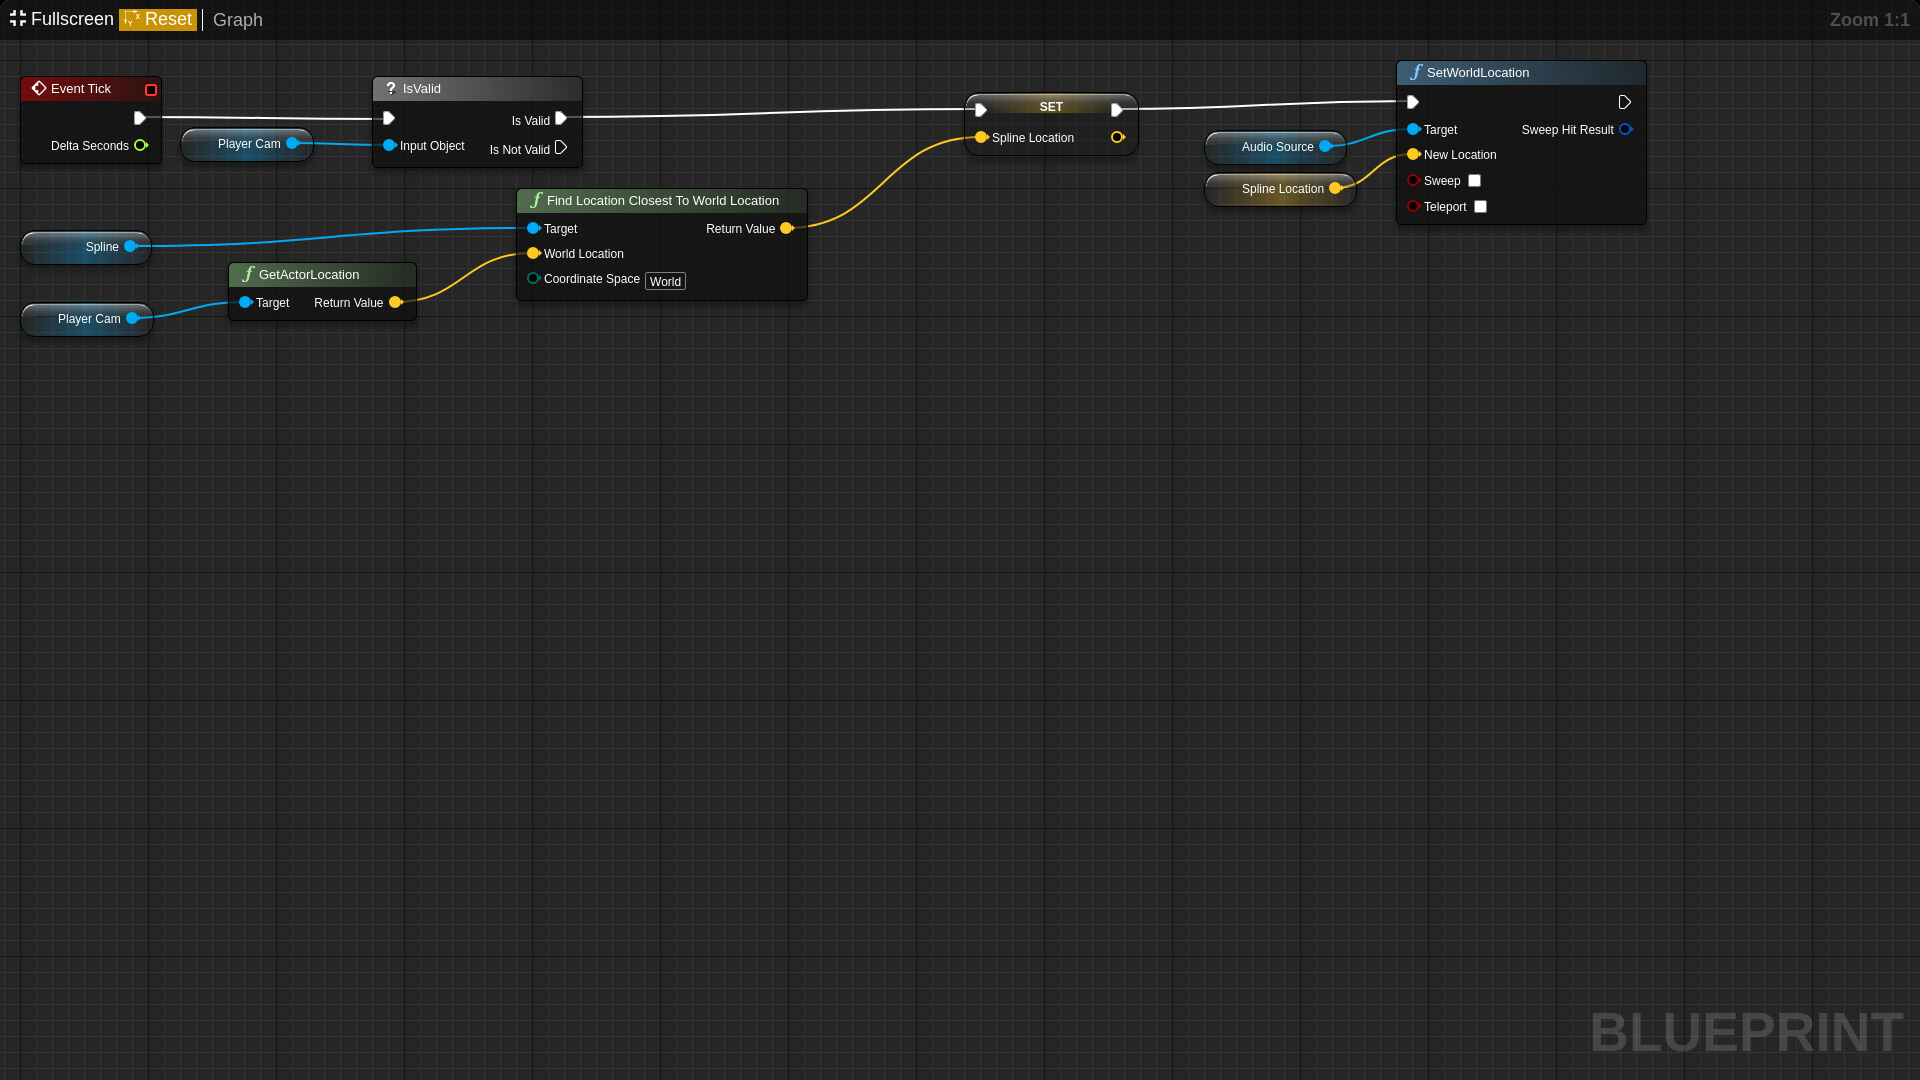 Fullscreen Reset Graph
Zoom 1:1
Event Tick
Delta Seconds
Player Cam
? IsValid
Is Valid
Input Object
Is Not Valid
SET
Spline Location
f SetWorldLocation
Target
Sweep Hit Result
New Location
Sweep
Teleport
Audio Source
Spline Location
f Find Location Closest To World Location
Target
Return Value
World Location
Coordinate Space World
Spline
f GetActorLocation
Target
Return Value
Player Cam
BLUEPRINT